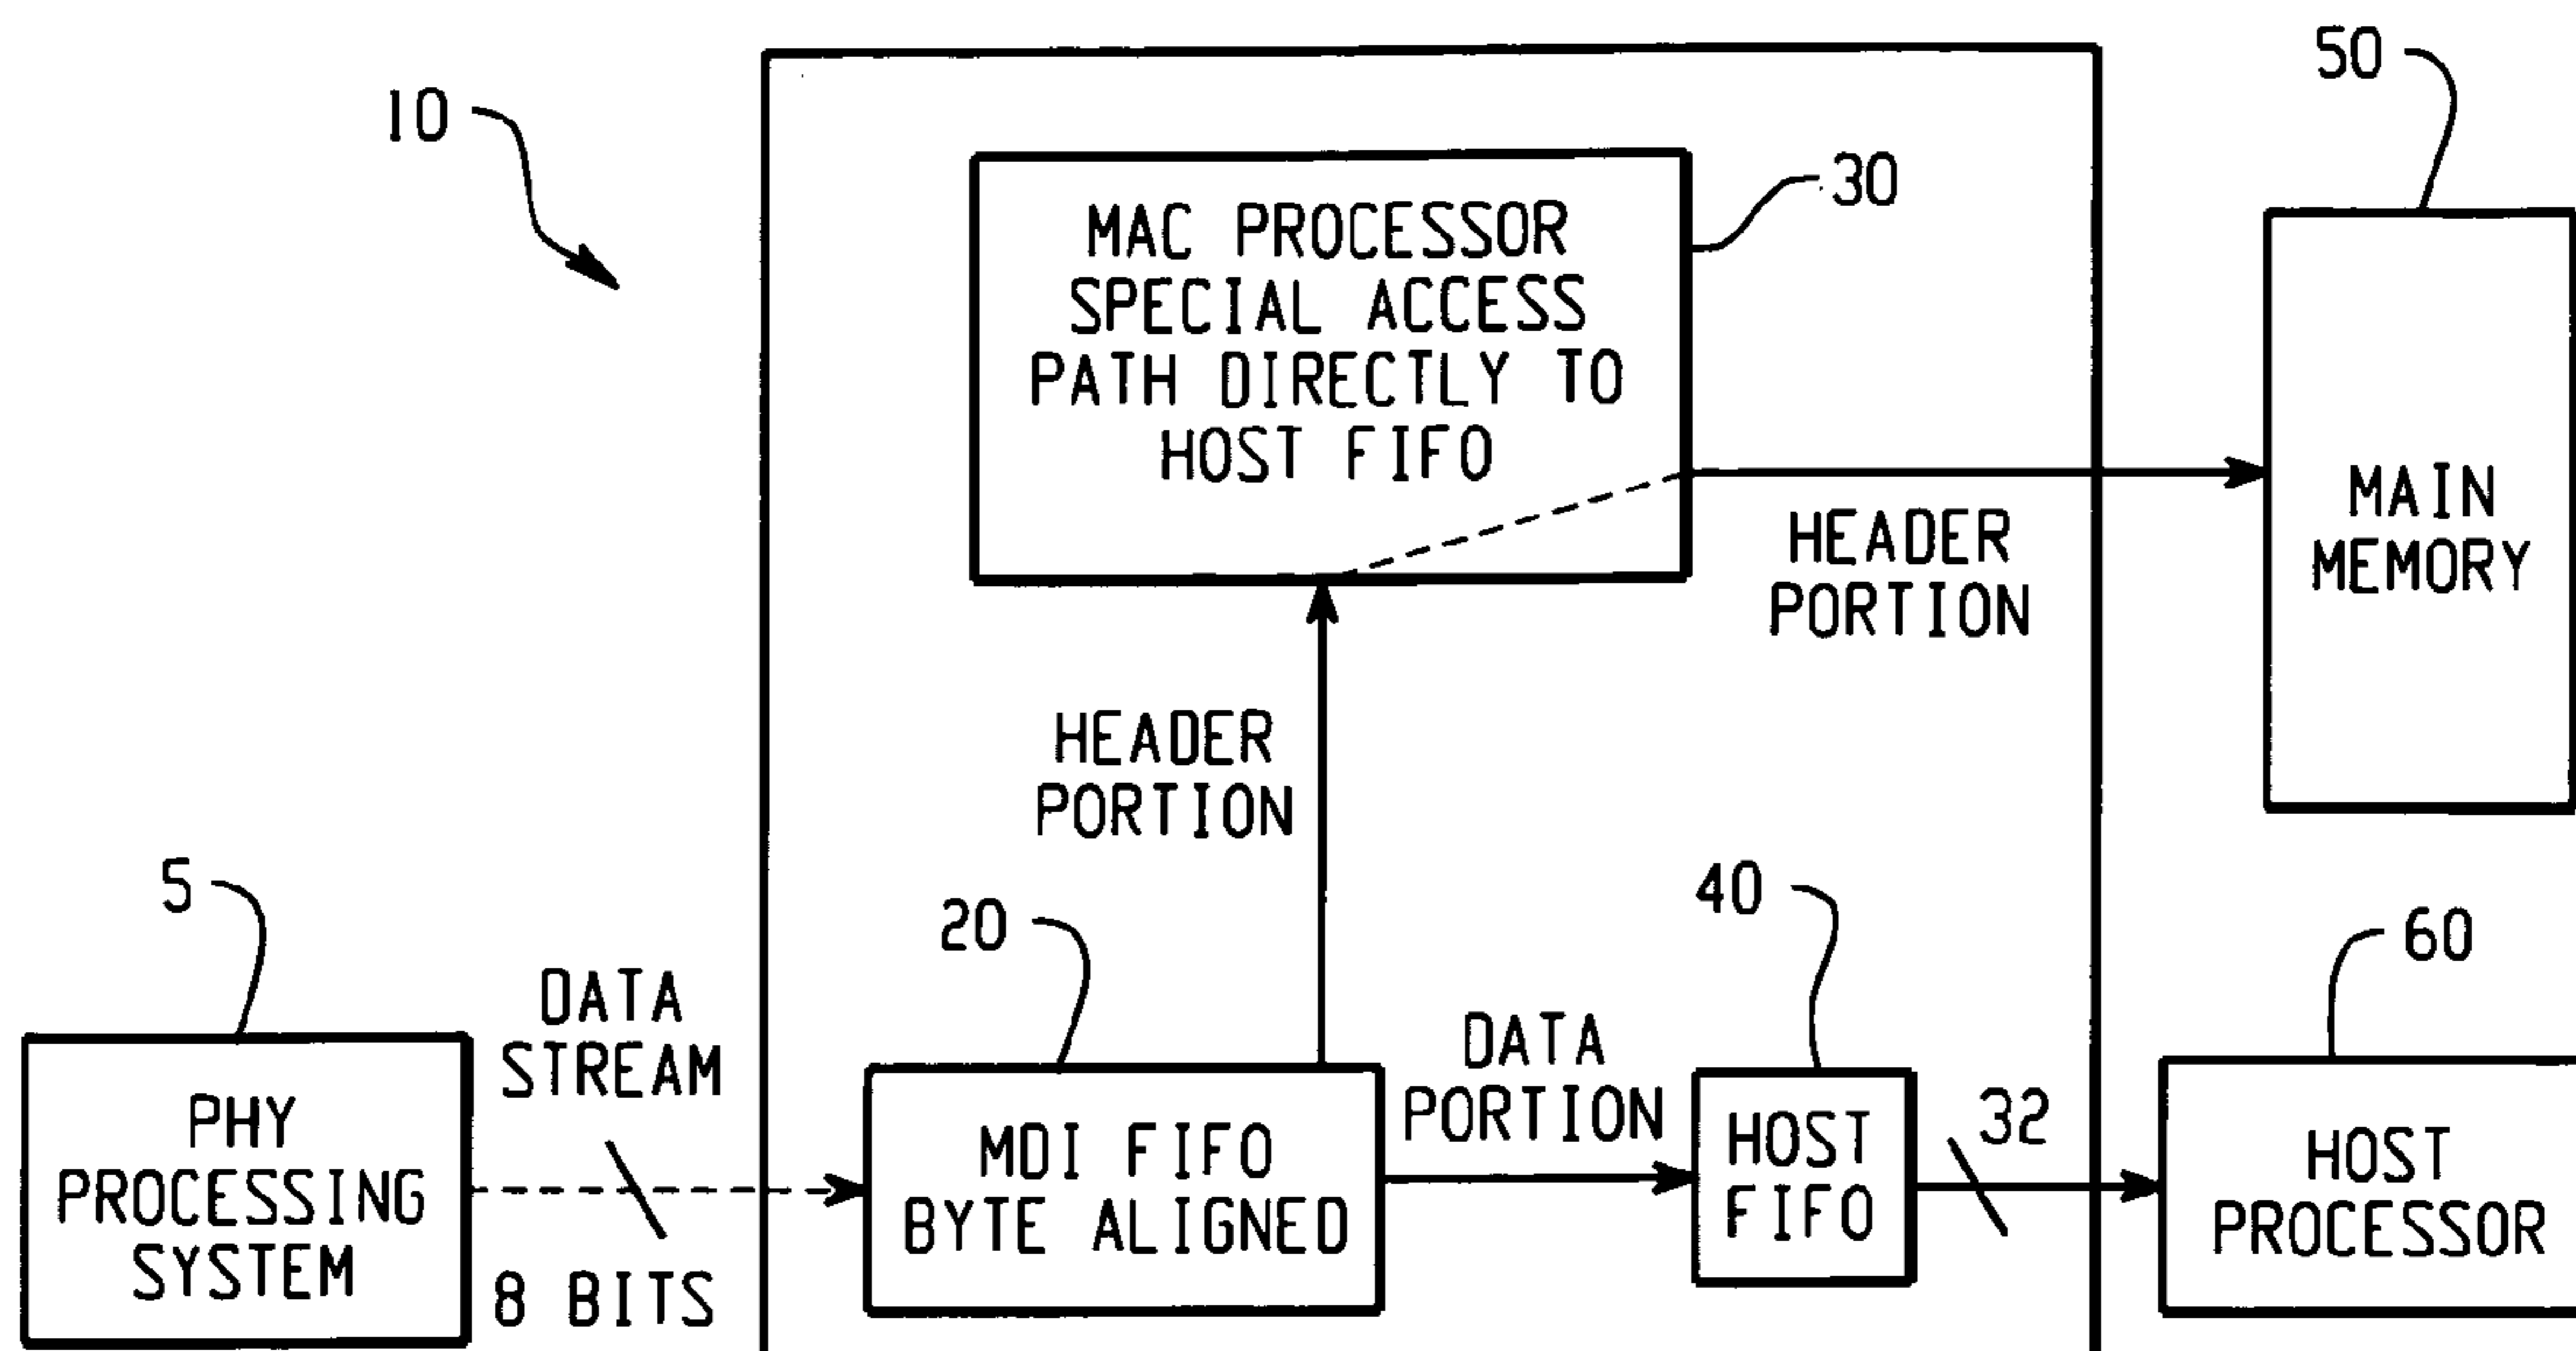 10
50
30
MAC PROCESSOR
SPECIAL ACCESS
PATH DIRECTLY TO
HOST FIFO
HEADER
PORTION
MAIN
MEMORY
HEADER
PORTION
5
20
40
60
DATA
STREAM
8 BITS
PHY
PROCESSING
SYSTEM
MDI FIFO
BYTE ALIGNED
DATA
PORTION
HOST
FIFO
32
HOST
PROCESSOR